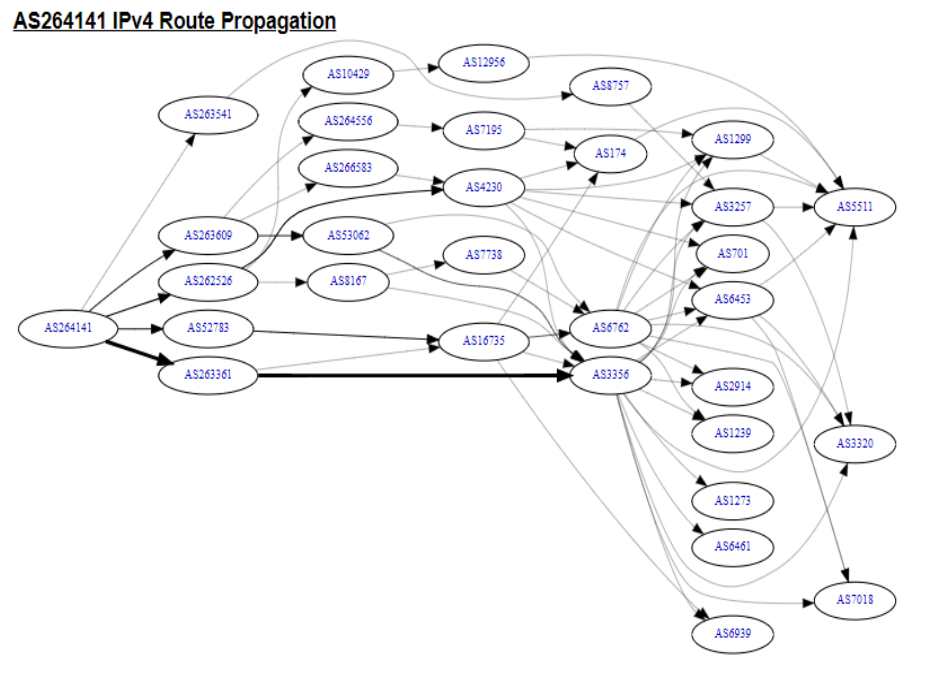 AS264141 IPv4 Route Propagation
AS12956
AS10429
AS8757
AS263541
AS264556
AS7195
AS1299
AS174
AS266583
AS4230
AS3257
AS5511
AS263609
AS53062
AS7738
AS701
AS262526
AS8167
AS6453
AS264141
AS52783
AS6762
AS16735
AS263361
AS3356
AS2914
AS1239
AS3320
AS1273
AS6461
AS7018
AS6939